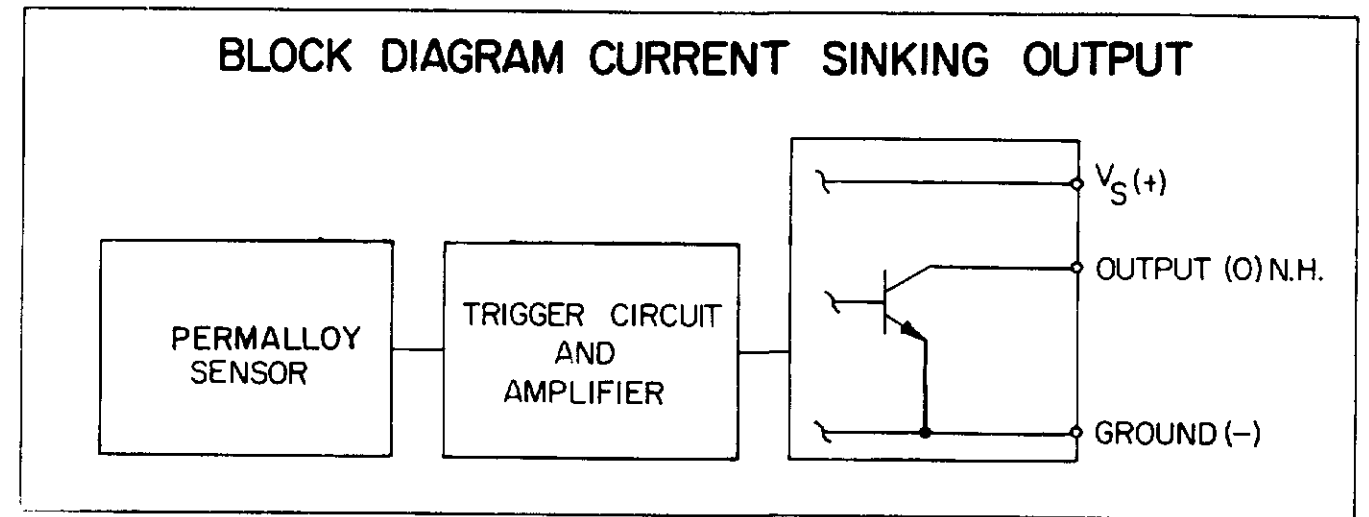 BLOCK DIAGRAM CURRENT SINKING OUTPUT
PERMALLOY
SENSOR
TRIGGER CIRCUIT
AND
AMPLIFIER
VS (+)
OUTPUT (O) N.H.
GROUND (−)